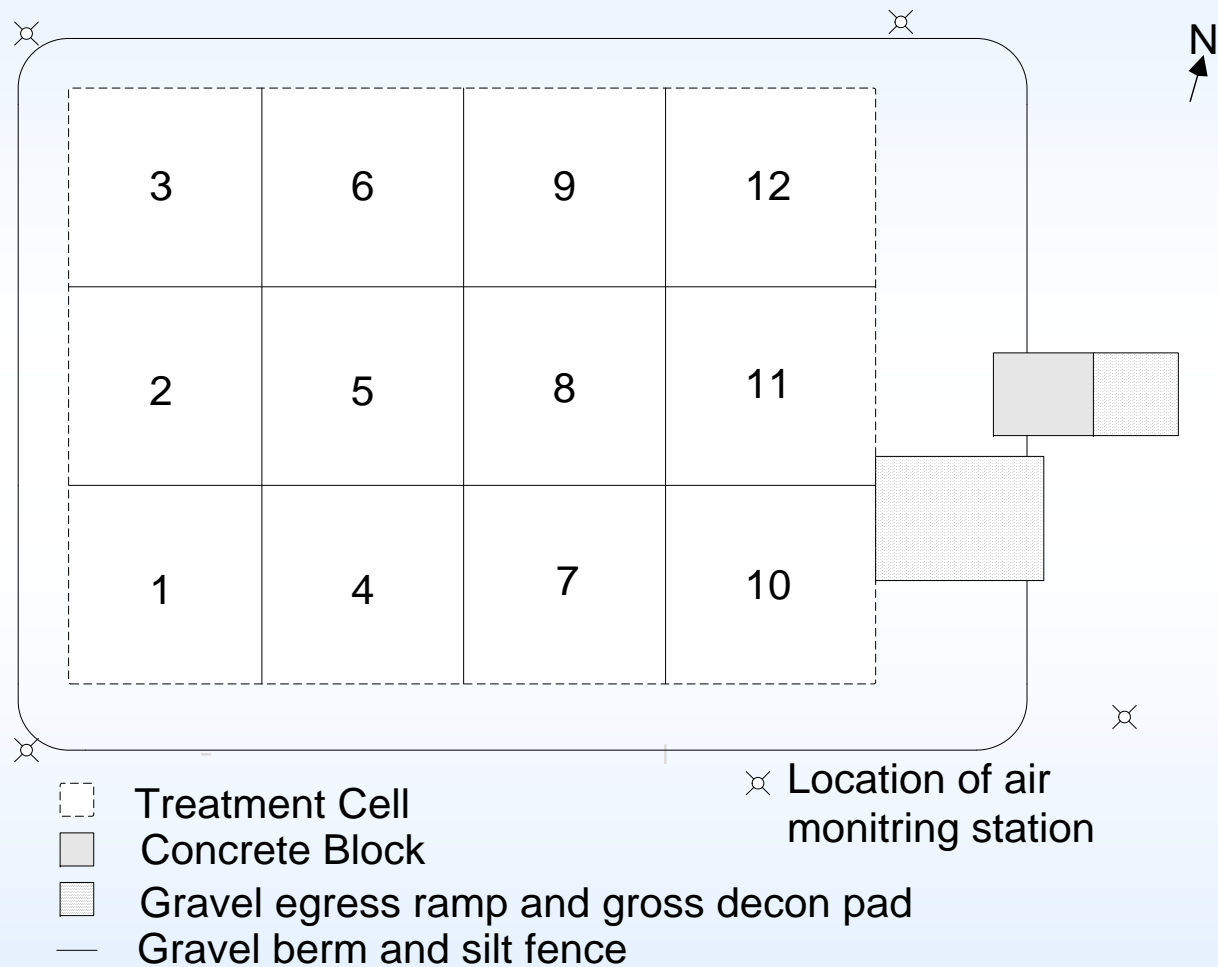 N
3 6 9 12
2 5 8 11
1 4 7 10
Treatment Cell
Concrete Block
Gravel egress ramp and gross decon pad
Gravel berm and silt fence
Location of air
monitring station